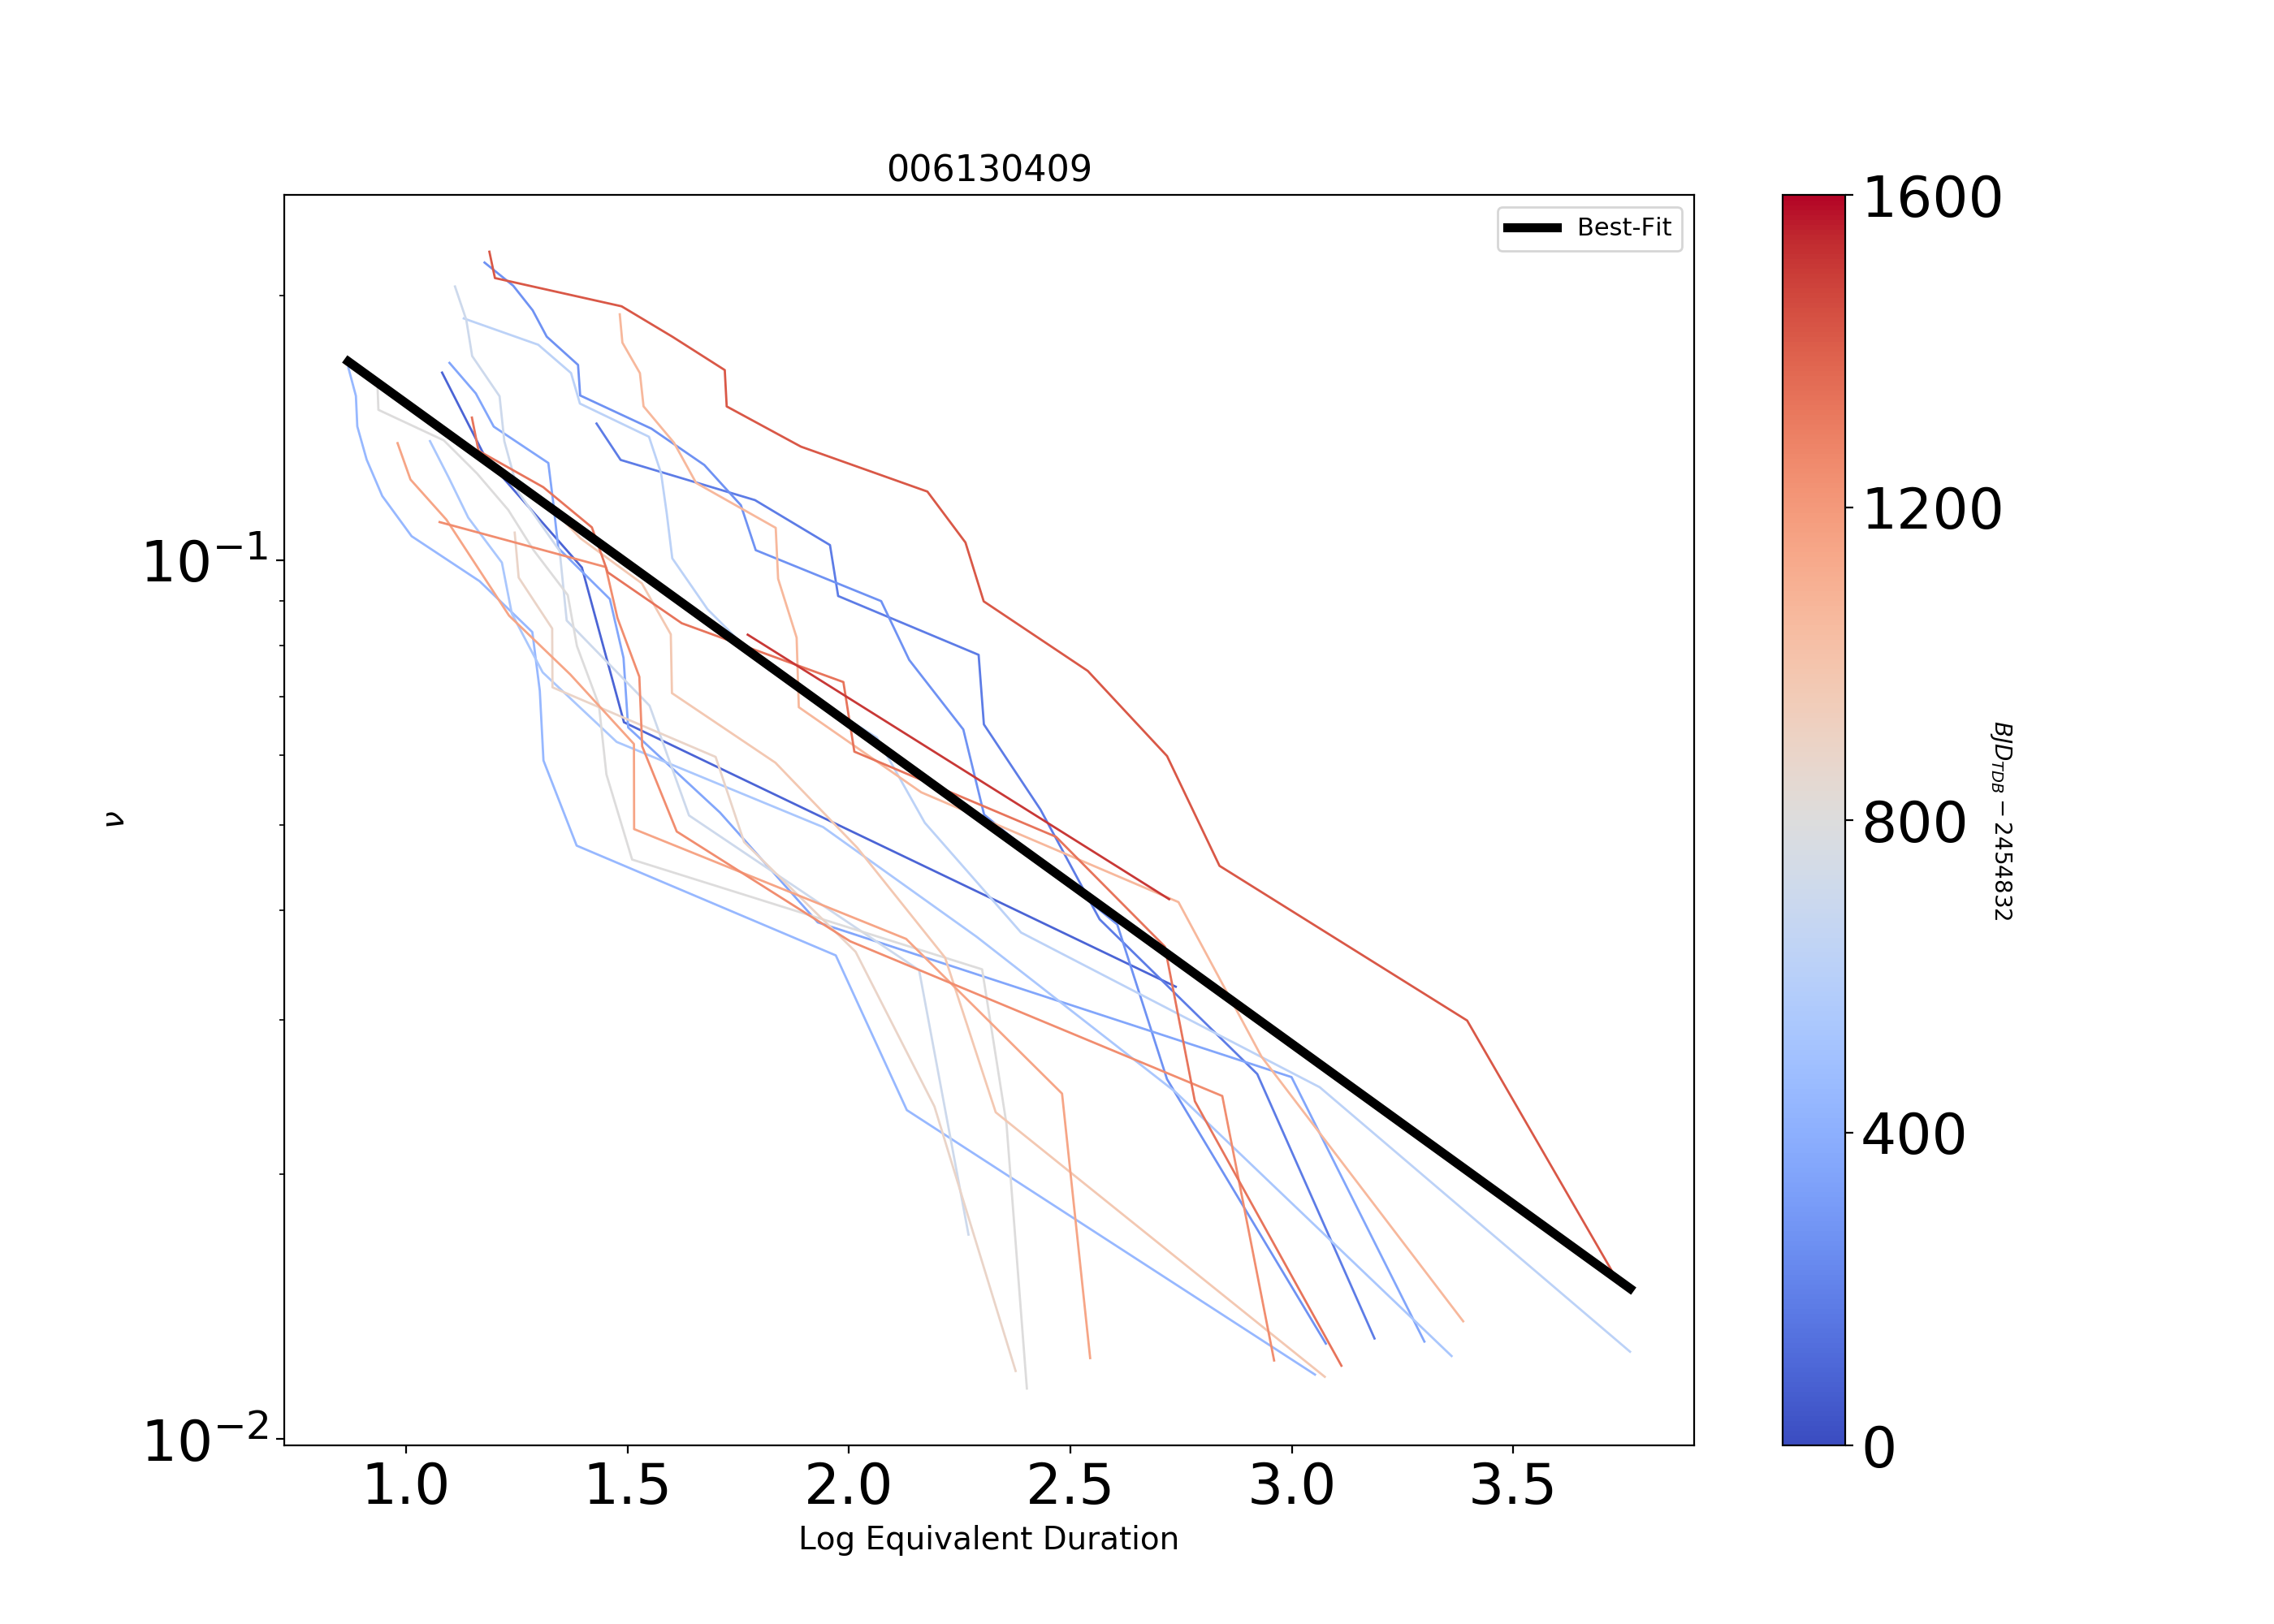 006130409
Best-Fit
ν
10⁻¹
10⁻²
1.0 1.5 2.0 2.5 3.0 3.5
Log Equivalent Duration
1600
1200
800
400
0
BJD_TDB − 2454832